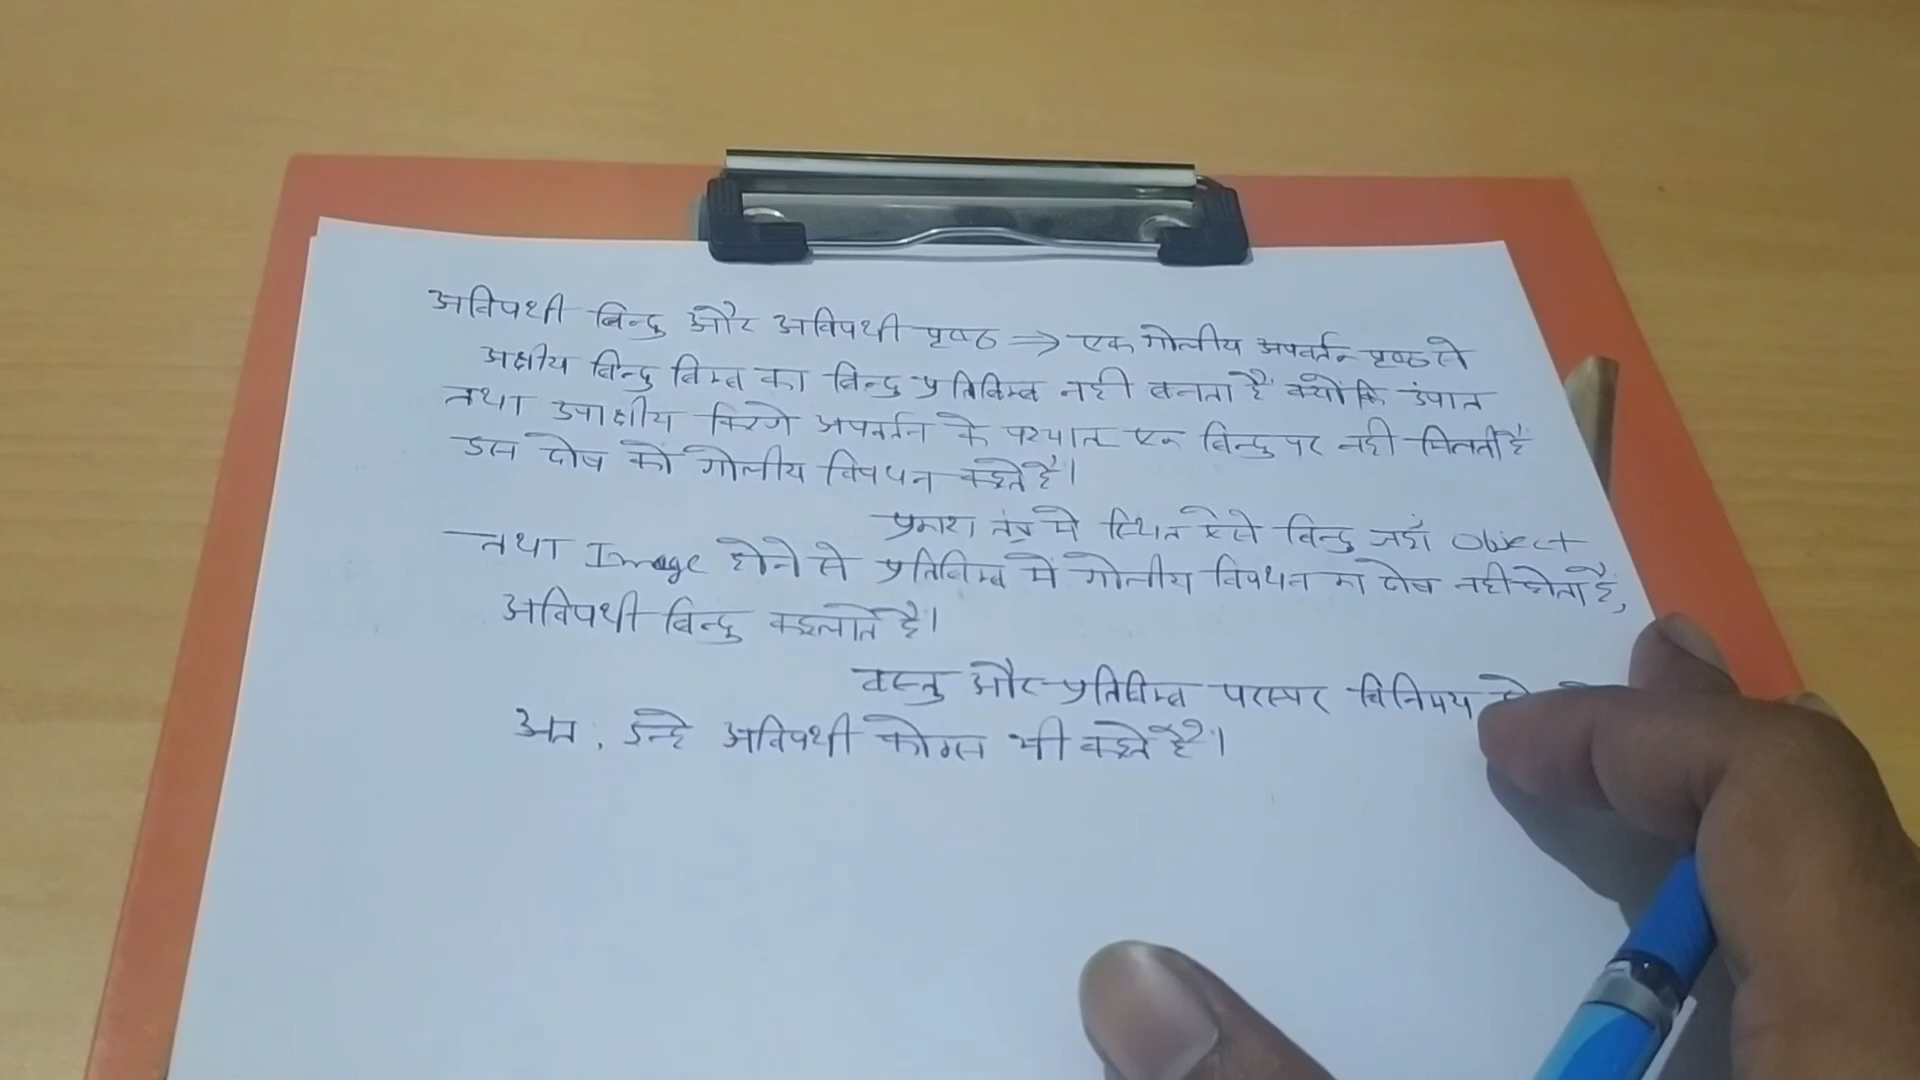 अविपथी बिन्दु और अविपथी पृष्ठ ⇒ एक गोलीय अपवर्तन पृष्ठ से
अक्षीय बिन्दु बिम्ब का बिन्दु प्रतिबिम्ब नही बनता है क्योंकि उपात
तथा उपाक्षीय किरणे अपवर्तन के पश्चात एक बिन्दु पर नही मिलती है
इस दोष को गोलीय विपथन कहते है।
प्रकाश तंत्र मे स्थित ऐसे बिन्दु जहाँ object
तथा Image होने से प्रतिबिम्ब में गोलीय विपथन का दोष नही होता है,
अविपथी बिन्दु कहलाते है।
वस्तु और प्रतिबिम्ब परस्पर विनिमय
अत: इन्हे अविपथी फोकस भी कहते है।